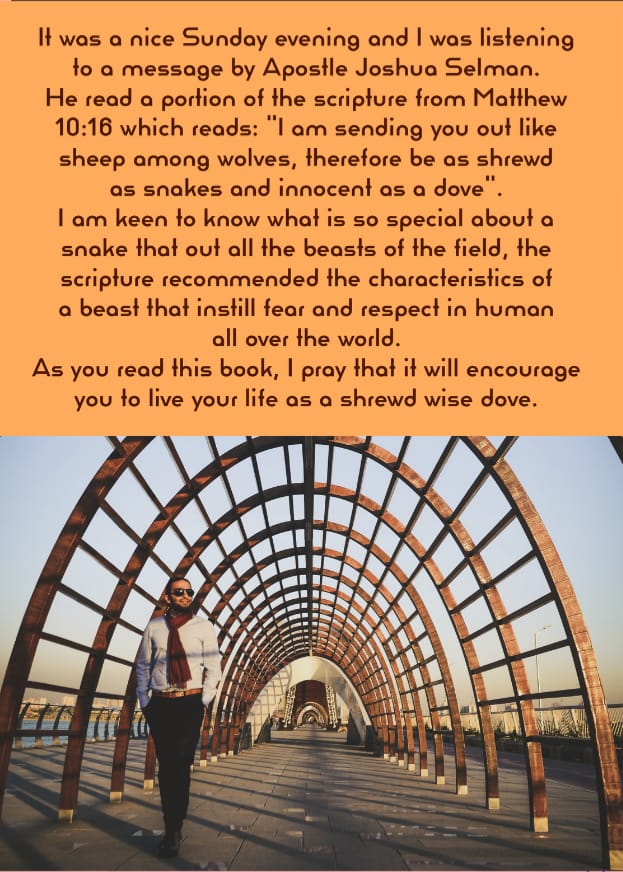 It was a nice Sunday evening and I was listening
to a message by Apostle Joshua Selman.
He read a portion of the scripture from Matthew
10:16 which reads: "I am sending you out like
sheep among wolves, therefore be as shrewd
as snakes and innocent as a dove".
I am keen to know what is so special about a
snake that out all the beasts of the field, the
scripture recommended the characteristics of
a beast that instill fear and respect in human
all over the world.
As you read this book, I pray that it will encourage
you to live your life as a shrewd wise dove.